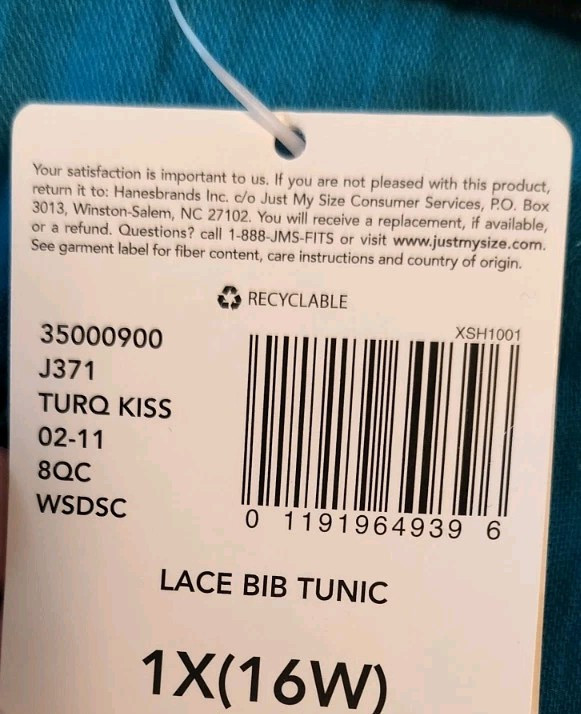 Your satisfaction is important to us. If you are not pleased with this product,
return it to: Hanesbrands Inc. c/o Just My Size Consumer Services, P.O. Box
3013, Winston-Salem, NC 27102. You will receive a replacement, if available,
or a refund. Questions? call 1-888-JMS-FITS or visit www.justmysize.com.
See garment label for fiber content, care instructions and country of origin.
RECYCLABLE
35000900
J371
TURQ KISS
02-11
8QC
WSDSC
XSH1001
0 1191964939 6
LACE BIB TUNIC
1X(16W)